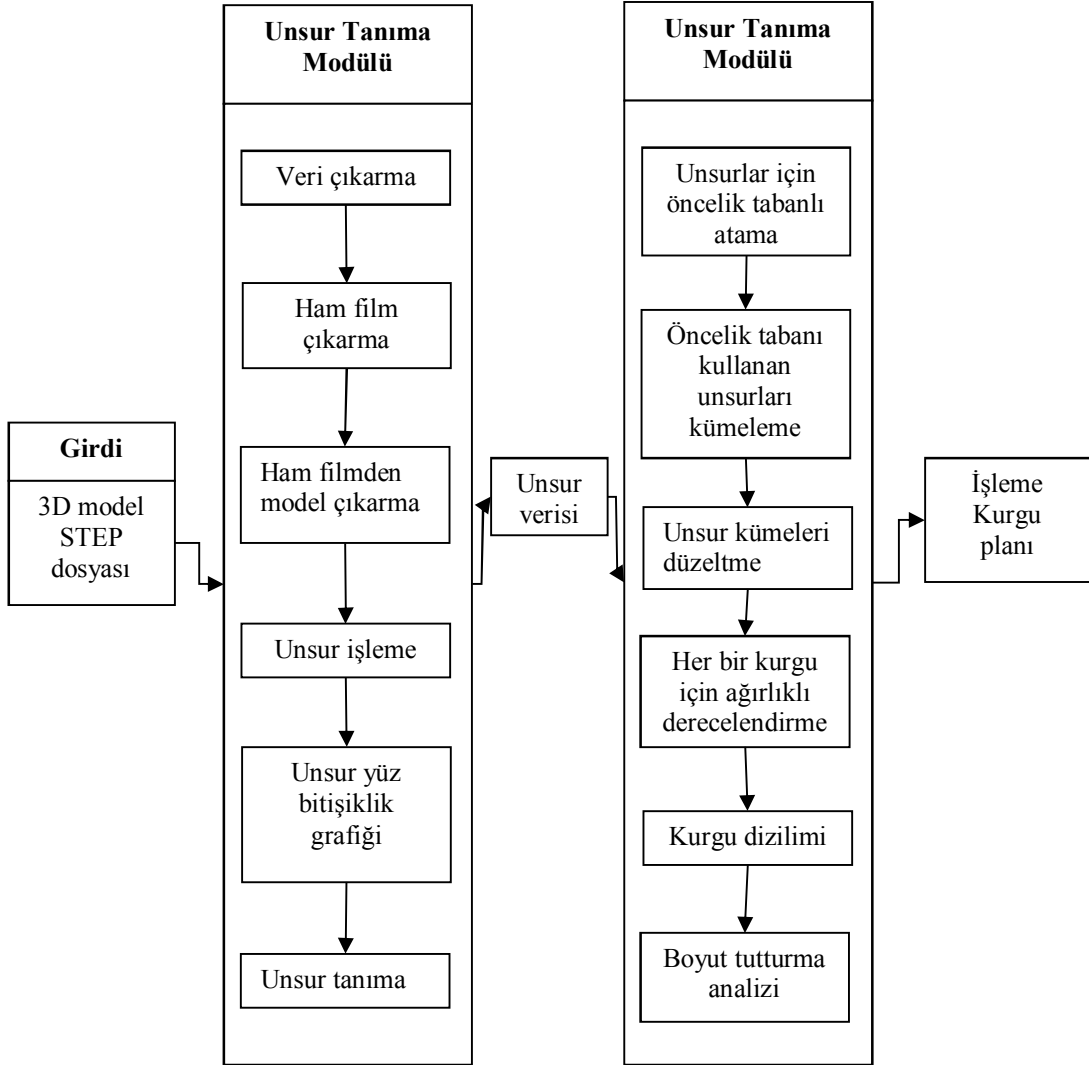 Girdi
3D model
STEP
dosyası
Unsur Tanıma
Modülü
Veri çıkarma
Ham film
çıkarma
Ham filmden
model çıkarma
Unsur işleme
Unsur yüz
bitişiklik
grafiği
Unsur tanıma
Unsur
verisi
Unsur Tanıma
Modülü
Unsurlar için
öncelik tabanlı
atama
Öncelik tabanı
kullanan
unsurları
kümeleme
Unsur kümeleri
düzeltme
Her bir kurgu
için ağırlıklı
derecelendirme
Kurgu dizilimi
Boyut tutturma
analizi
İşleme
Kurgu
planı